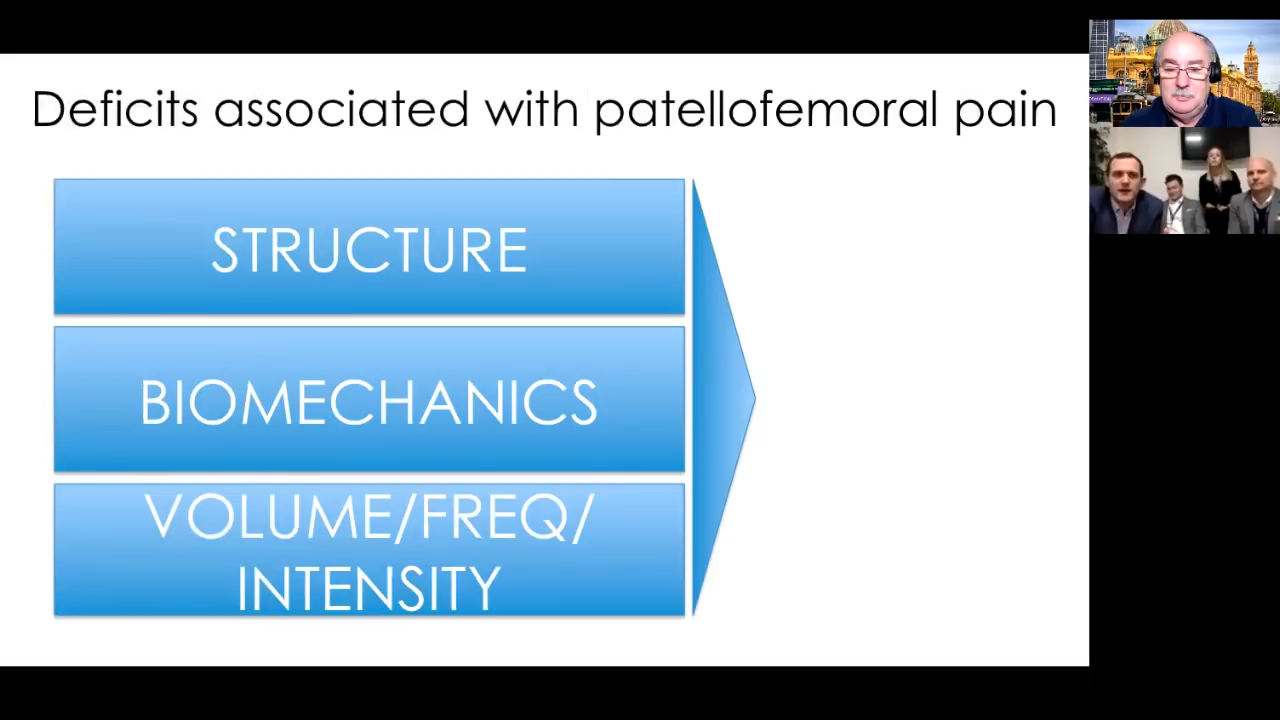 Deficits associated with patellofemoral pain
STRUCTURE
BIOMECHANICS
VOLUME/FREQ/
INTENSITY